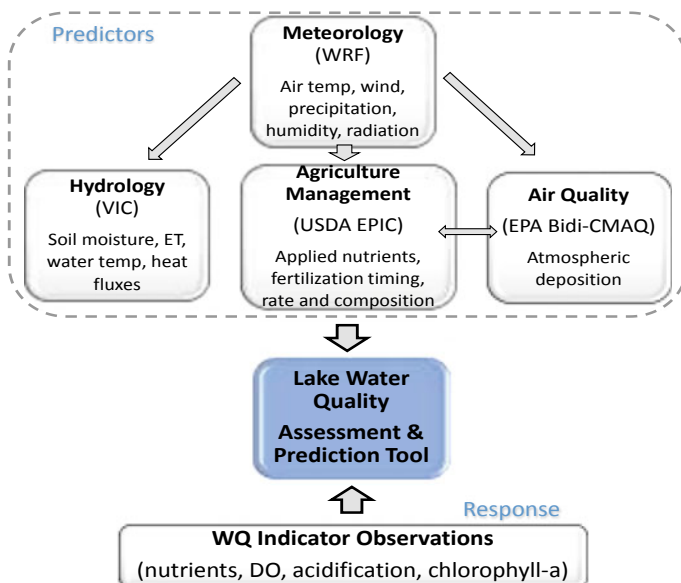 Predictors
Meteorology
(WRF)
Air temp, wind,
precipitation,
humidity, radiation
Hydrology
(VIC)
Soil moisture, ET,
water temp, heat
fluxes
Agriculture
Management
(USDA EPIC)
Applied nutrients,
fertilization timing,
rate and composition
Air Quality
(EPA Bidi-CMAQ)
Atmospheric
deposition
Lake Water
Quality
Assessment &
Prediction Tool
Response
WQ Indicator Observations
(nutrients, DO, acidification, chlorophyll-a)